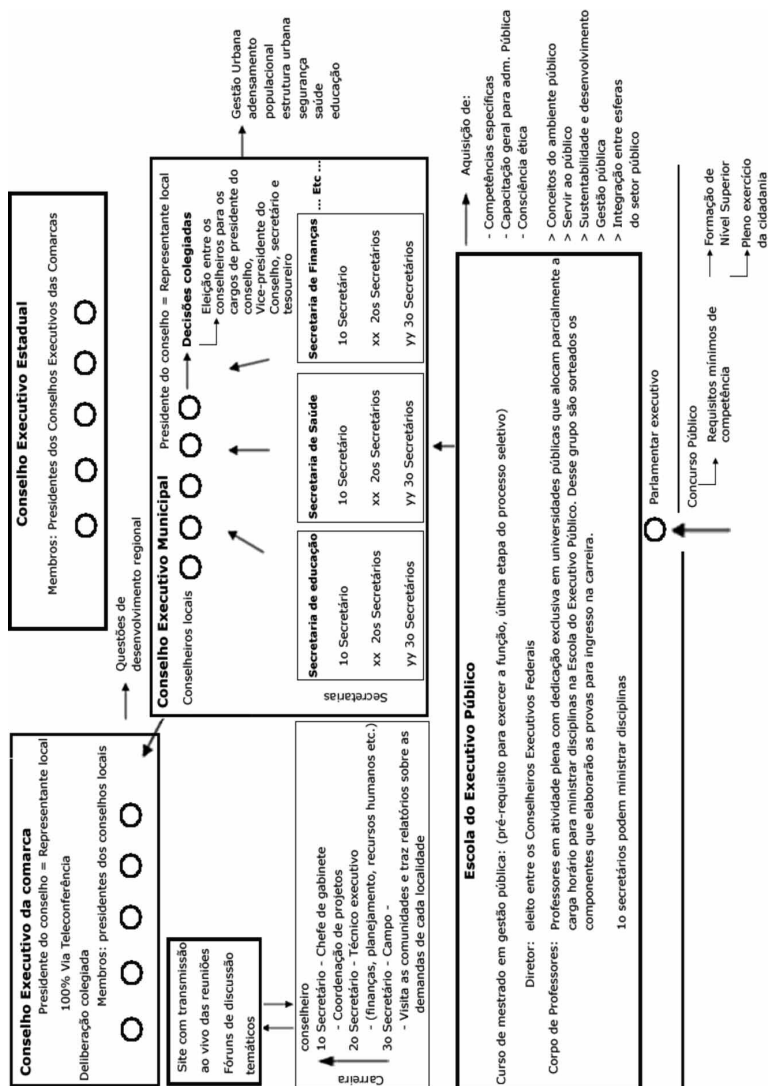 Conselho Executivo da comarca
Presidente do conselho = Representante local
100% Via Teleconferência
Deliberação colegiada
Membros: presidentes dos conselhos locais
Questões de
desenvolvimento regional
Conselho Executivo Estadual
Membros: Presidentes dos Conselhos Executivos das Comarcas
Site com transmissão
ao vivo das reuniões
Fóruns de discussão
temáticos
Conselho Executivo Municipal
Presidente do conselho = Representante local
Conselheiros locais
Decisões colegiadas
Eleição entre os
conselheiros para os
cargos de presidente do
conselho,
Vice-presidente do
Conselho, secretário e
tesoureiro
Gestão Urbana
adensamento
populacional
estrutura urbana
segurança
saúde
educação
Secretarias
Secretaria de educação
1o Secretário
xx 2os Secretários
yy 3o Secretários
Secretaria de Saúde
1o Secretário
xx 2os Secretários
yy 3o Secretários
Secretaria de Finanças
1o Secretário
xx 2os Secretários
yy 3o Secretários
... Etc ...
Carreira
conselheiro
1o Secretário - Chefe de gabinete
- Coordenação de projetos
2o Secretário - Técnico executivo
- (finanças, planejamento, recursos humanos etc.)
3o Secretário - Campo -
- Visita as comunidades e traz relatórios sobre as
demandas de cada localidade
Escola do Executivo Público
Curso de mestrado em gestão pública: (pré-requisito para exercer a função, última etapa do processo seletivo)
Diretor: eleito entre os Conselheiros Executivos Federais
Corpo de Professores: Professores em atividade plena com dedicação exclusiva em universidades públicas que alocam parcialmente a
carga horário para ministrar disciplinas na Escola do Executivo Público. Desse grupo são sorteados os
componentes que elaborarão as provas para ingresso na carreira.
1o secretários podem ministrar disciplinas
Aquisição de:
- Competências específicas
- Capacitação geral para adm. Pública
- Consciência ética
> Conceitos do ambiente público
> Servir ao público
> Sustentabilidade e desenvolvimento
> Gestão pública
> Integração entre esferas
do setor público
Parlamentar executivo
Concurso Público
Requisitos mínimos de
competência
Formação de
Nível Superior
Pleno exercício
da cidadania